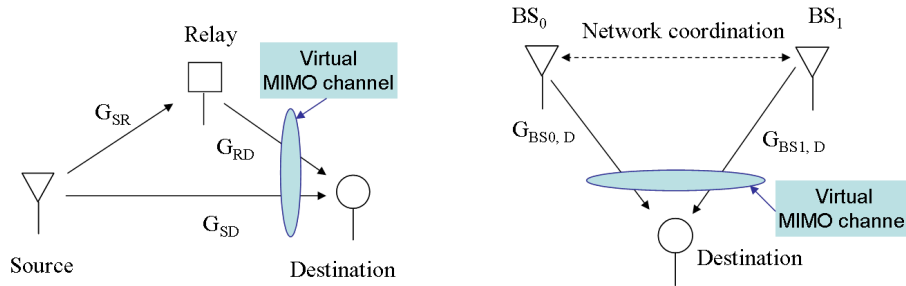 Relay
Virtual
MIMO channel
G_SR
G_RD
G_SD
Source
Destination
BS_0
BS_1
Network coordination
G_BS0, D
G_BS1, D
Virtual
MIMO channe
Destination